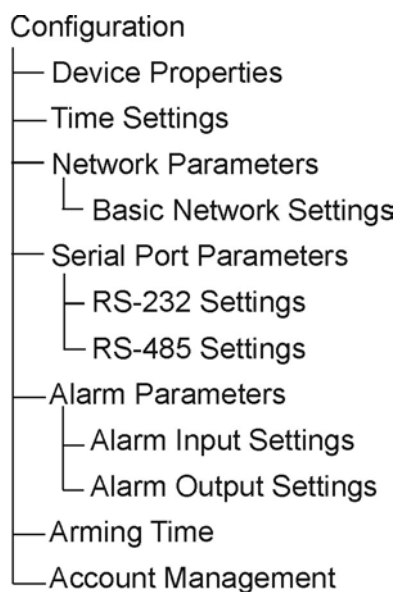 Configuration
Device Properties
Time Settings
Network Parameters
Basic Network Settings
Serial Port Parameters
RS-232 Settings
RS-485 Settings
Alarm Parameters
Alarm Input Settings
Alarm Output Settings
Arming Time
Account Management